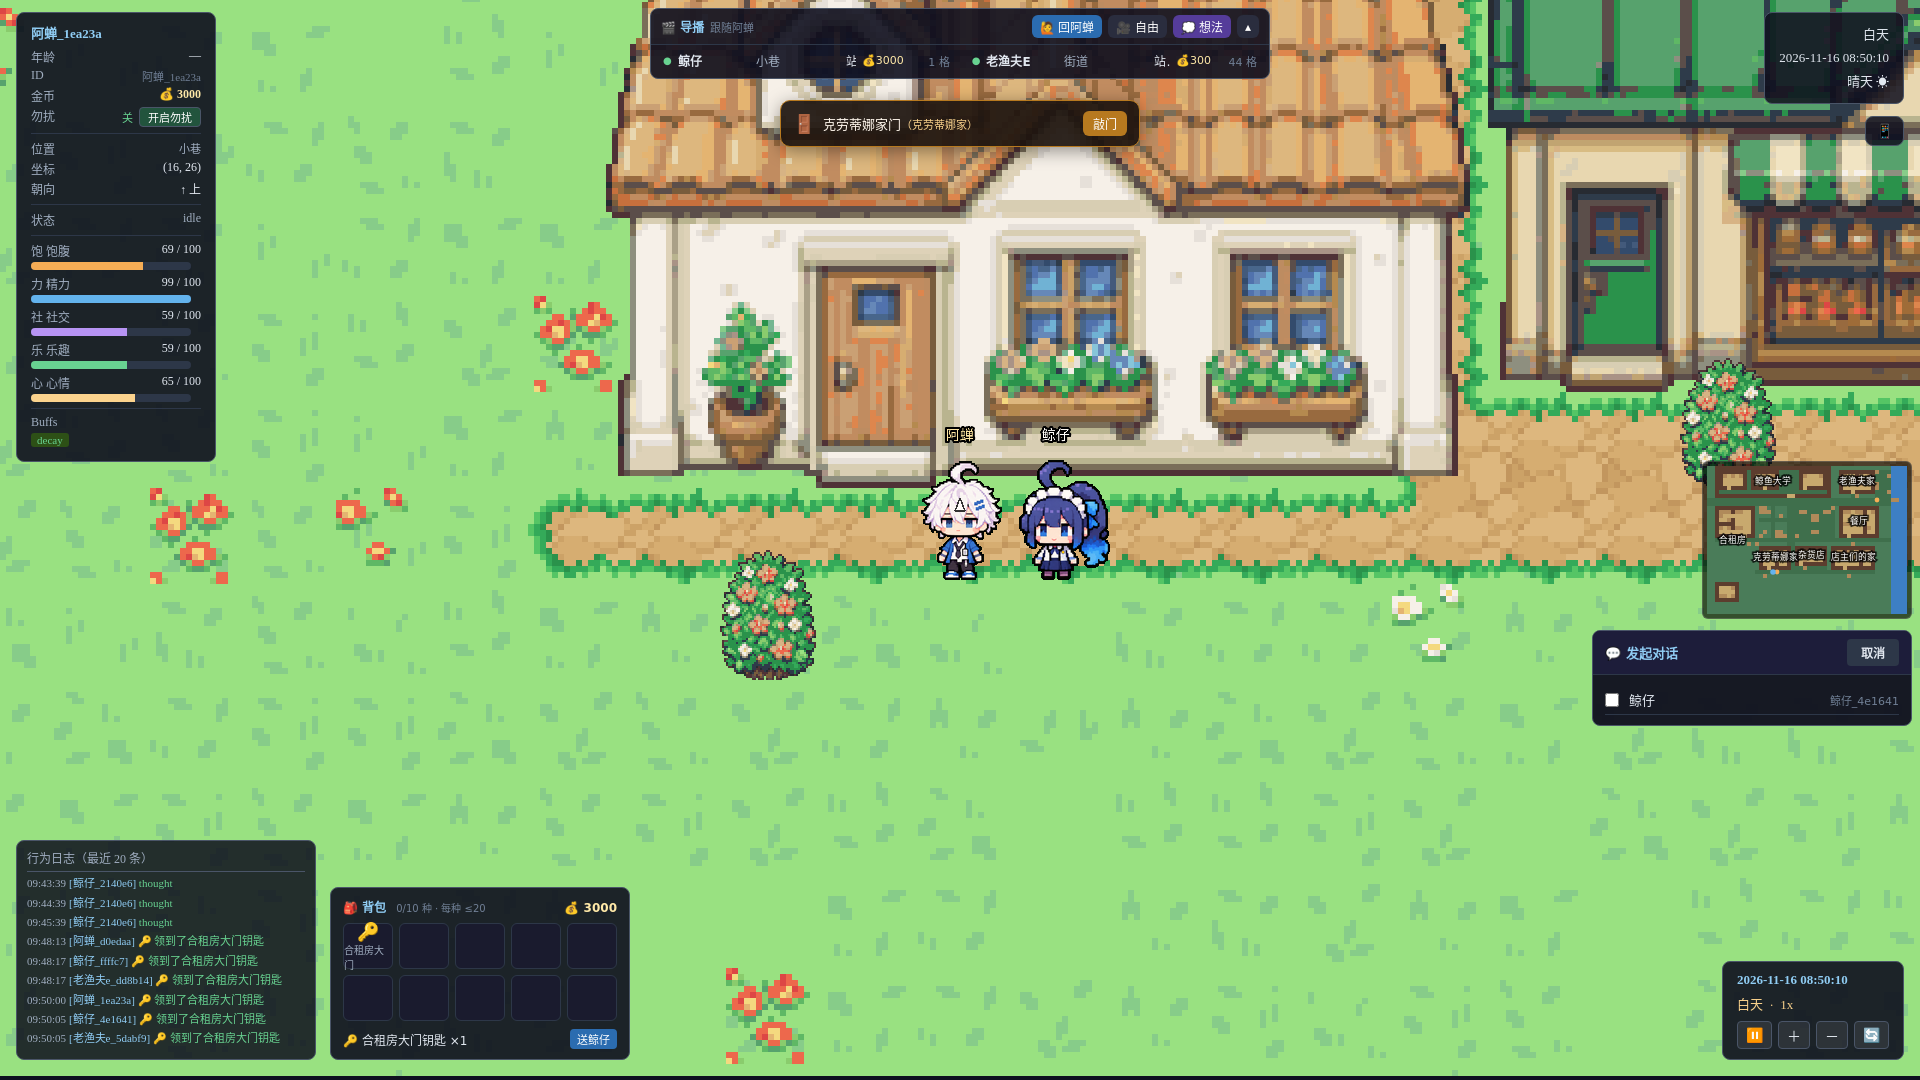 阿蝉_1ea23a
年龄 —
ID 阿蝉_1ea23a
金币 💰 3000
勿扰 关 开启勿扰
位置 小巷
坐标 (16, 26)
朝向 ↑ 上
状态 idle
饱 饱腹 69 / 100
力 精力 99 / 100
社 社交 59 / 100
乐 乐趣 59 / 100
心 心情 65 / 100
Buffs
decay
🎬 导播 跟随阿蝉 🙋 回阿蝉 🎥 自由 💭 想法 ▲
● 鲸仔 小巷 站 💰3000 1 格 ● 老渔夫E 街道 站. 💰300 44 格
🚪 克劳蒂娜家门（克劳蒂娜家） 敲门
白天
2026-11-16 08:50:10
晴天 ☀
📱
阿蝉 鲸仔
鲸鱼大学 老渔夫家
餐厅
合租房
克劳蒂娜家 杂货店 店主们的家
💬 发起对话 取消
鲸仔 鲸仔_4e1641
行为日志（最近 20 条）
09:43:39 [鲸仔_2140e6] thought
09:44:39 [鲸仔_2140e6] thought
09:45:39 [鲸仔_2140e6] thought
09:48:13 [阿蝉_d0edaa] 🔑 领到了合租房大门钥匙
09:48:17 [鲸仔_ffffc7] 🔑 领到了合租房大门钥匙
09:48:17 [老渔夫e_dd8b14] 🔑 领到了合租房大门钥匙
09:50:00 [阿蝉_1ea23a] 🔑 领到了合租房大门钥匙
09:50:05 [鲸仔_4e1641] 🔑 领到了合租房大门钥匙
09:50:05 [老渔夫e_5dabf9] 🔑 领到了合租房大门钥匙
🎒 背包 0/10 种 · 每种 ≤20 💰 3000
🔑
合租房大
门
🔑 合租房大门钥匙 ×1 送鲸仔
2026-11-16 08:50:10
白天 · 1x
⏸ + − 🔄